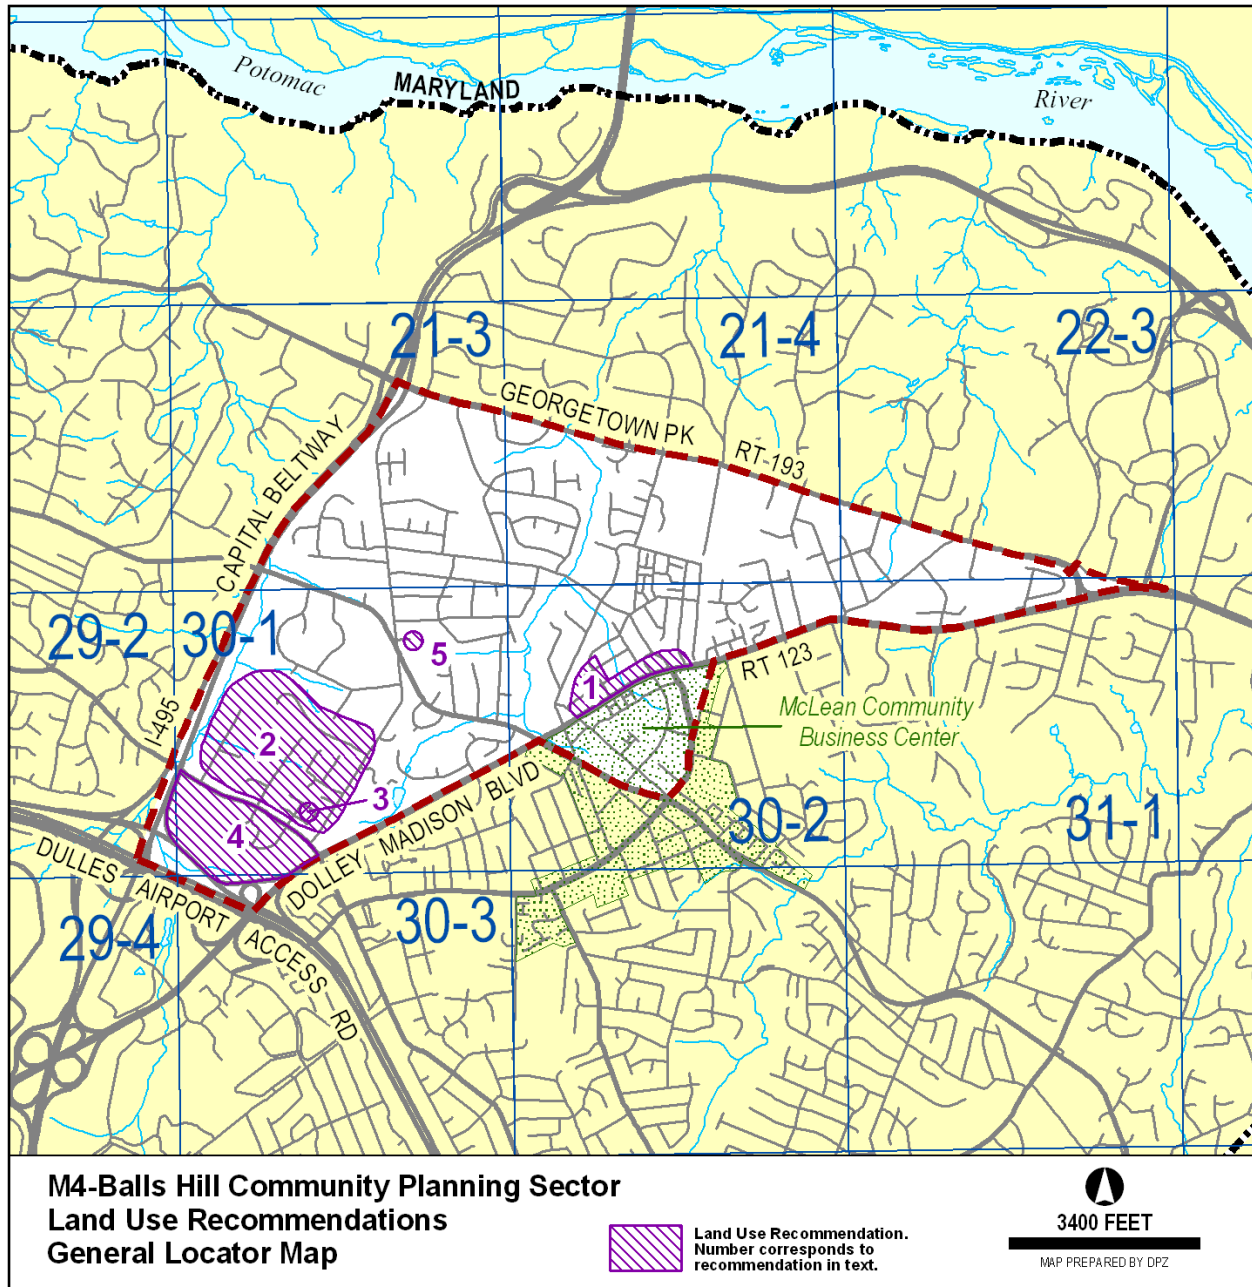 Potomac
MARYLAND
River
21-3
21-4
22-3
GEORGETOWN PK
RT 193
CAPITAL BELTWAY
29-2
30-1
5
1
RT 123
I-495
2
McLean Community
Business Center
3
4
DOLLEY MADISON BLVD
30-2
31-1
DULLES AIRPORT ACCESS RD
29-4
30-3
M4-Balls Hill Community Planning Sector
Land Use Recommendations
General Locator Map
Land Use Recommendation.
Number corresponds to
recommendation in text.
3400 FEET
MAP PREPARED BY DPZ